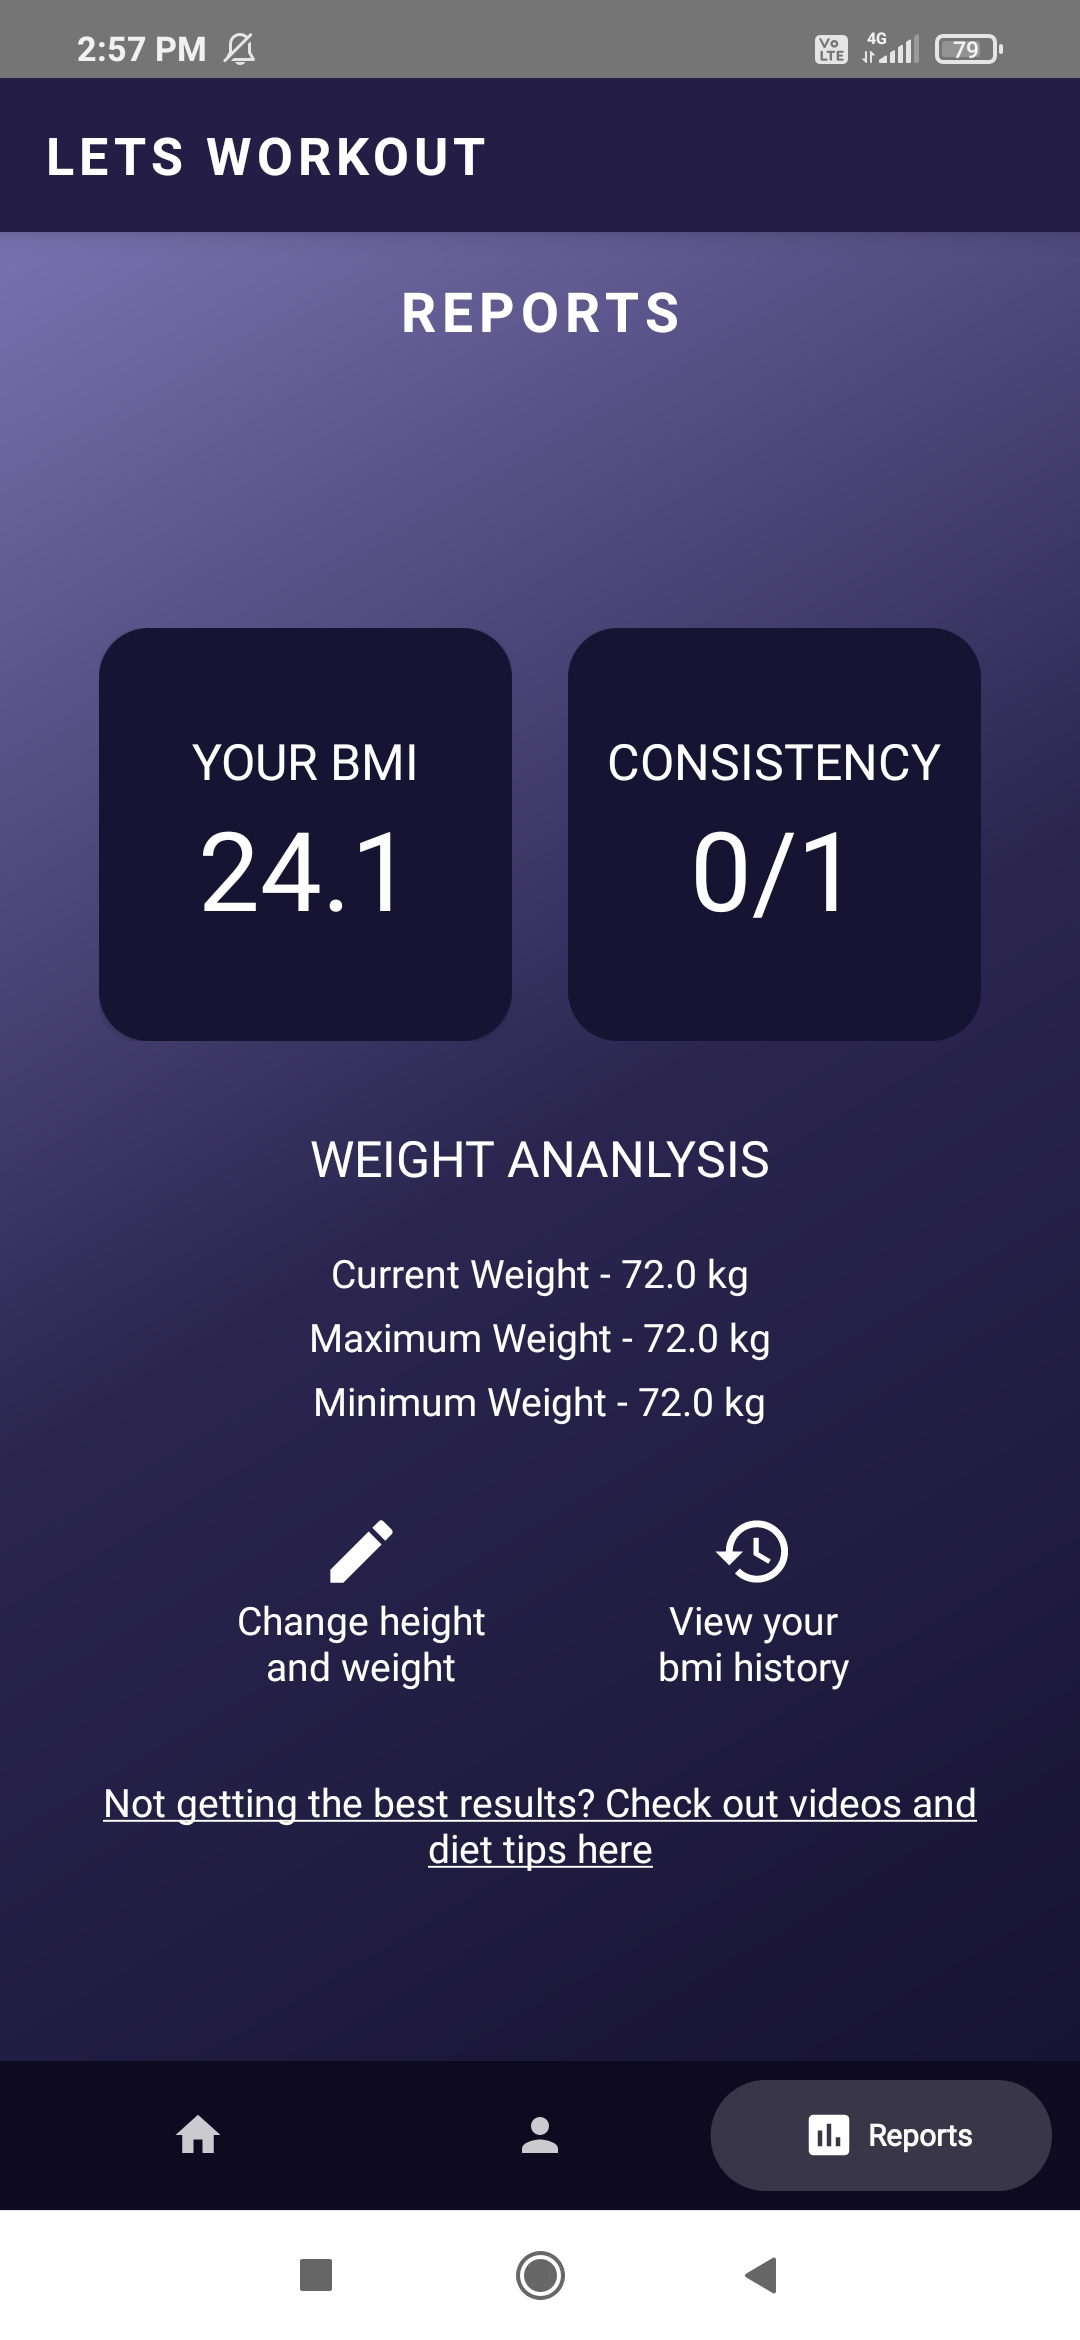 2:57 PM
Vo
LTE
4G
79
LETS WORKOUT
REPORTS
YOUR BMI
24.1
CONSISTENCY
0/1
WEIGHT ANANLYSIS
Current Weight - 72.0 kg
Maximum Weight - 72.0 kg
Minimum Weight - 72.0 kg
Change height
and weight
View your
bmi history
Not getting the best results? Check out videos and
diet tips here
Reports